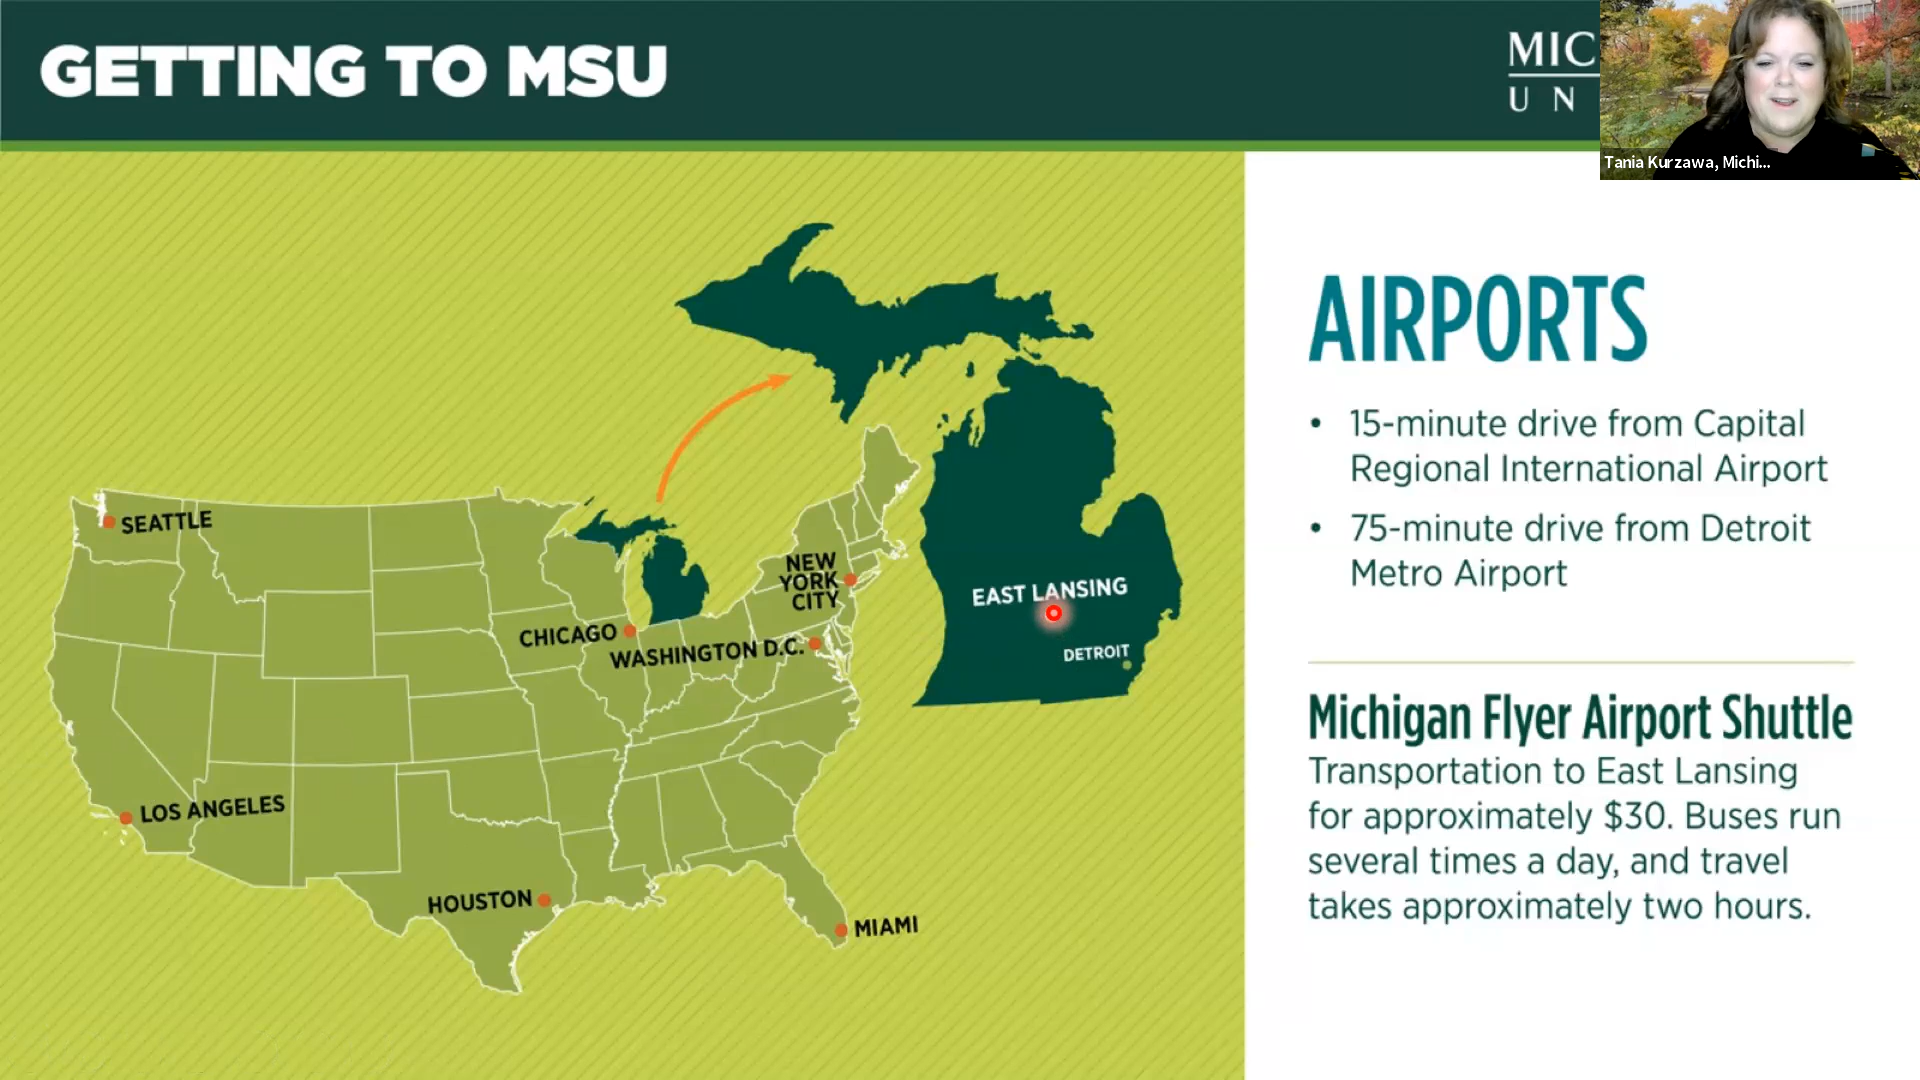 GETTING TO MSU
MIC
UN
Tania Kurzawa, Michi...
SEATTLE
NEW
YORK
CITY
CHICAGO
WASHINGTON D.C.
LOS ANGELES
HOUSTON
MIAMI
EAST LANSING
DETROIT
AIRPORTS
• 15-minute drive from Capital
Regional International Airport
• 75-minute drive from Detroit
Metro Airport
Michigan Flyer Airport Shuttle
Transportation to East Lansing
for approximately $30. Buses run
several times a day, and travel
takes approximately two hours.